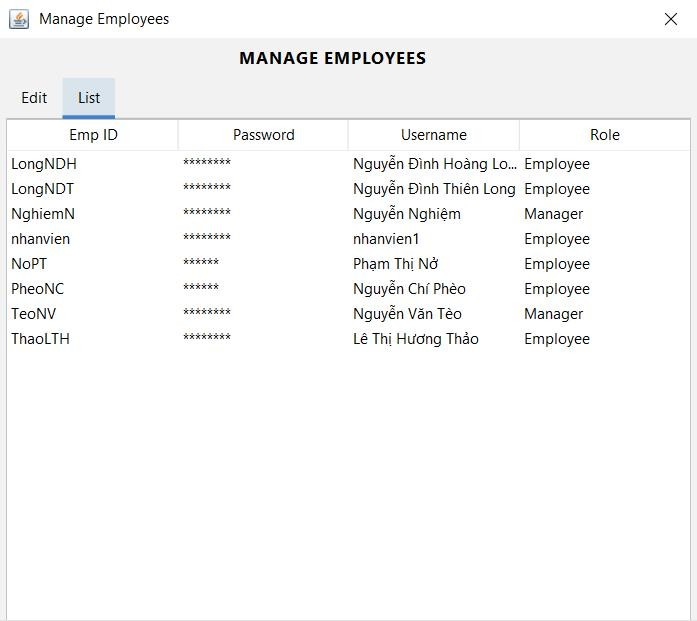 Manage Employees
MANAGE EMPLOYEES
Edit List
Emp ID Password Username Role
LongNDH ******** Nguyễn Đình Hoàng Lo... Employee
LongNDT ******** Nguyễn Đình Thiên Long Employee
NghiemN ******** Nguyễn Nghiệm Manager
nhanvien ******** nhanvien1 Employee
NoPT ****** Phạm Thị Nở Employee
PheoNC ****** Nguyễn Chí Phèo Employee
TeoNV ******** Nguyễn Văn Tèo Manager
ThaoLTH ******** Lê Thị Hương Thảo Employee